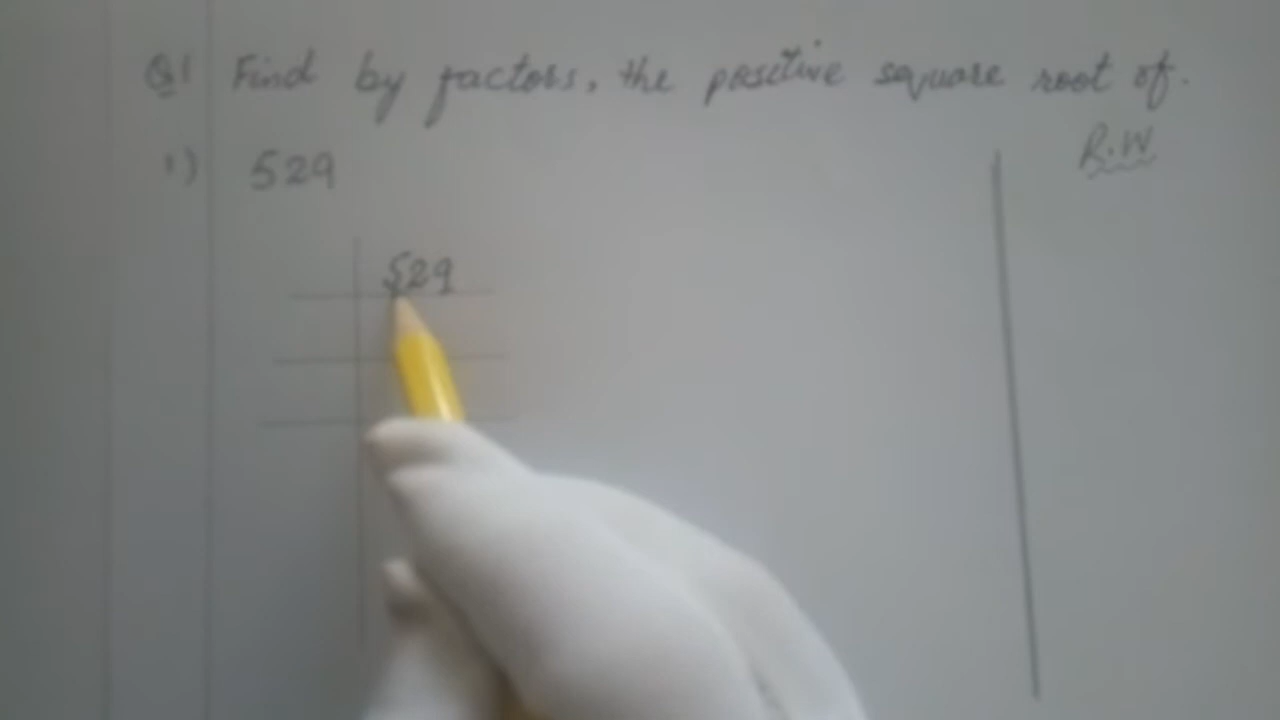 Q1 Find by factors, the positive square root of.
R.W
1) 529
529